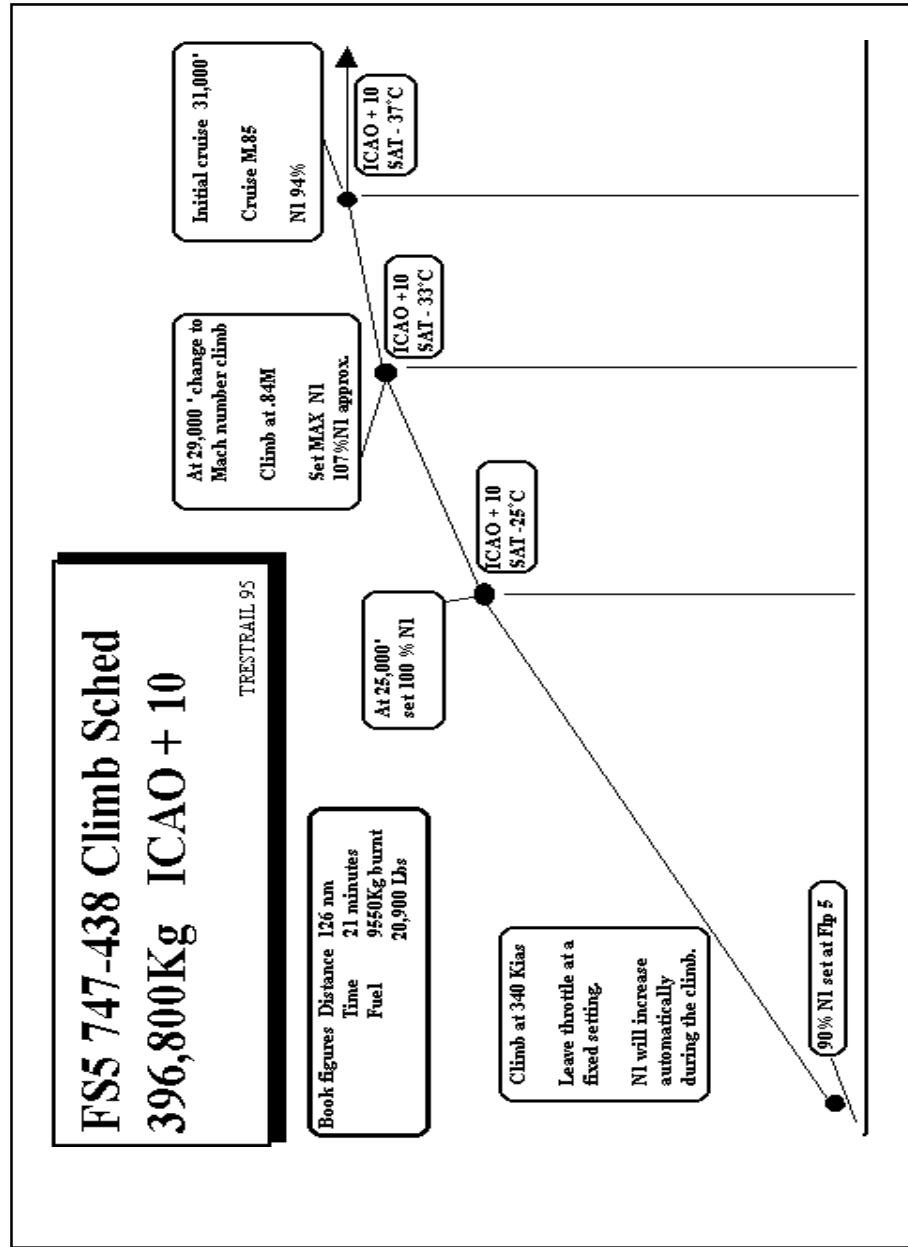 FS5 747-438 Climb Sched
396,800Kg ICAO + 10
TRESTRAIL 95
Book figures Distance 126 nm
Time 21 minutes
Fuel 9550Kg burnt
20,900 Lbs
Climb at 340 Kias
Leave throttle at a
fixed setting.
N1 will increase
automatically
during the climb.
90% N1 set at Flp 5
At 25,000'
set 100 % N1
ICAO + 10
SAT -25°C
At 29,000 ' change to
Mach number climb
Climb at .84M
Set MAX N1
107%N1 approx.
ICAO +10
SAT - 33°C
Initial cruise 31,000'
Cruise M.85
N1 94%
ICAO + 10
SAT - 37°C